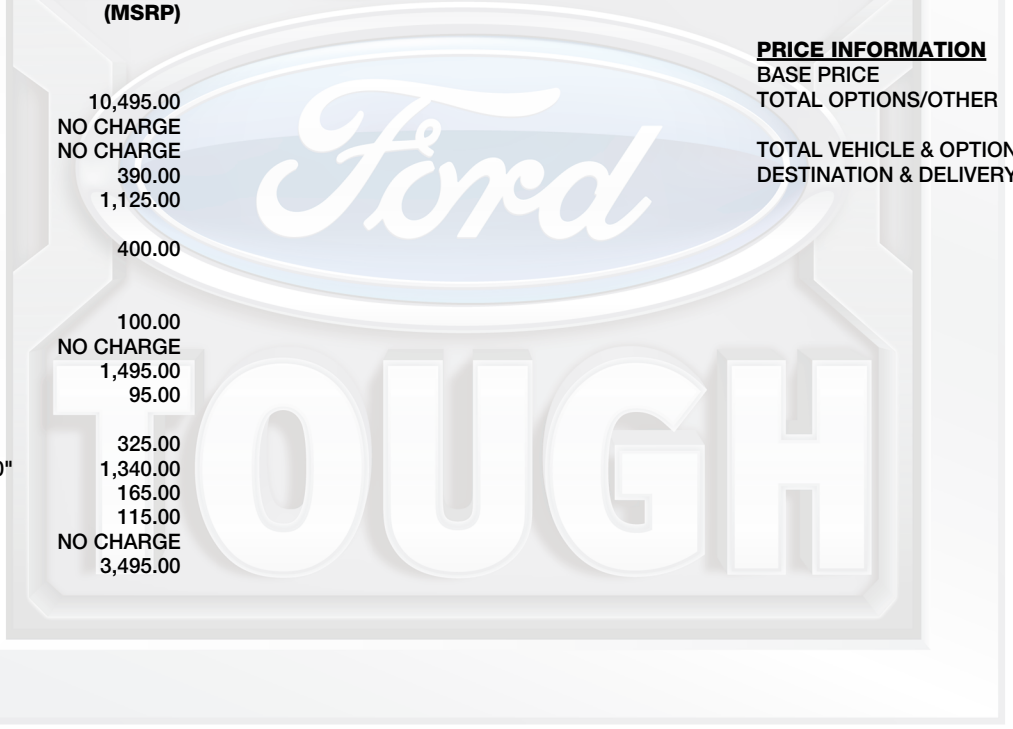 (MSRP)
10,495.00
NO CHARGE
NO CHARGE
390.00
1,125.00
400.00
100.00
NO CHARGE
1,495.00
95.00
325.00
0" 1,340.00
165.00
115.00
NO CHARGE
3,495.00
PRICE INFORMATION
BASE PRICE
TOTAL OPTIONS/OTHER
TOTAL VEHICLE & OPTION
DESTINATION & DELIVERY
Ford
TOUGH